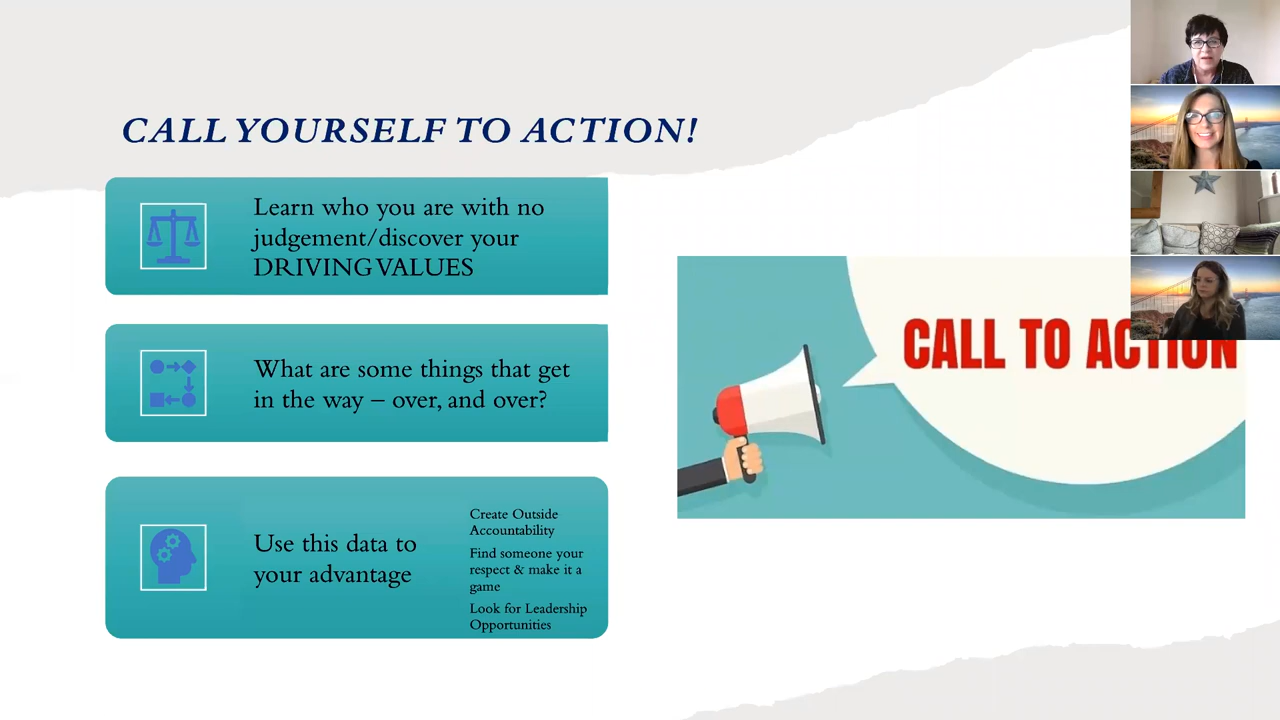 CALL YOURSELF TO ACTION!
Learn who you are with no
judgement/discover your
DRIVING VALUES
What are some things that get
in the way – over, and over?
Use this data to
your advantage
Create Outside
Accountability
Find someone your
respect & make it a
game
Look for Leadership
Opportunities
CALL TO ACTION